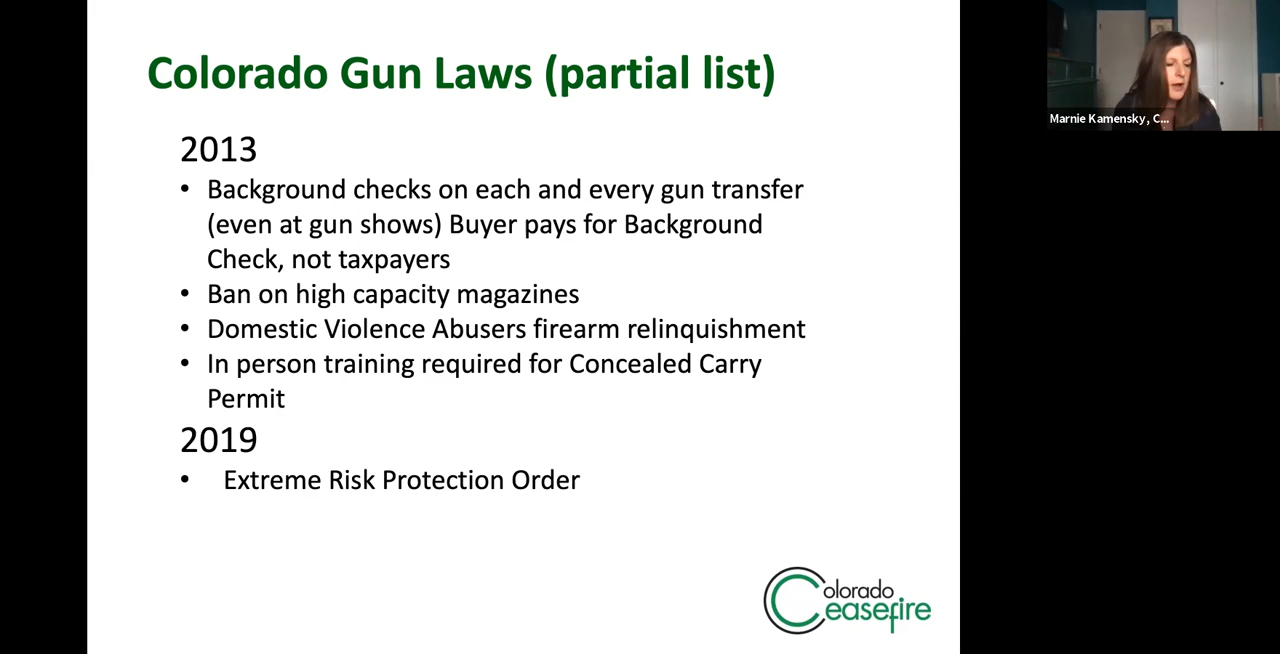 Colorado Gun Laws (partial list)
2013
• Background checks on each and every gun transfer
(even at gun shows) Buyer pays for Background
Check, not taxpayers
• Ban on high capacity magazines
• Domestic Violence Abusers firearm relinquishment
• In person training required for Concealed Carry
Permit
2019
• Extreme Risk Protection Order
Colorado
Ceasefire
Marnie Kamensky, C...